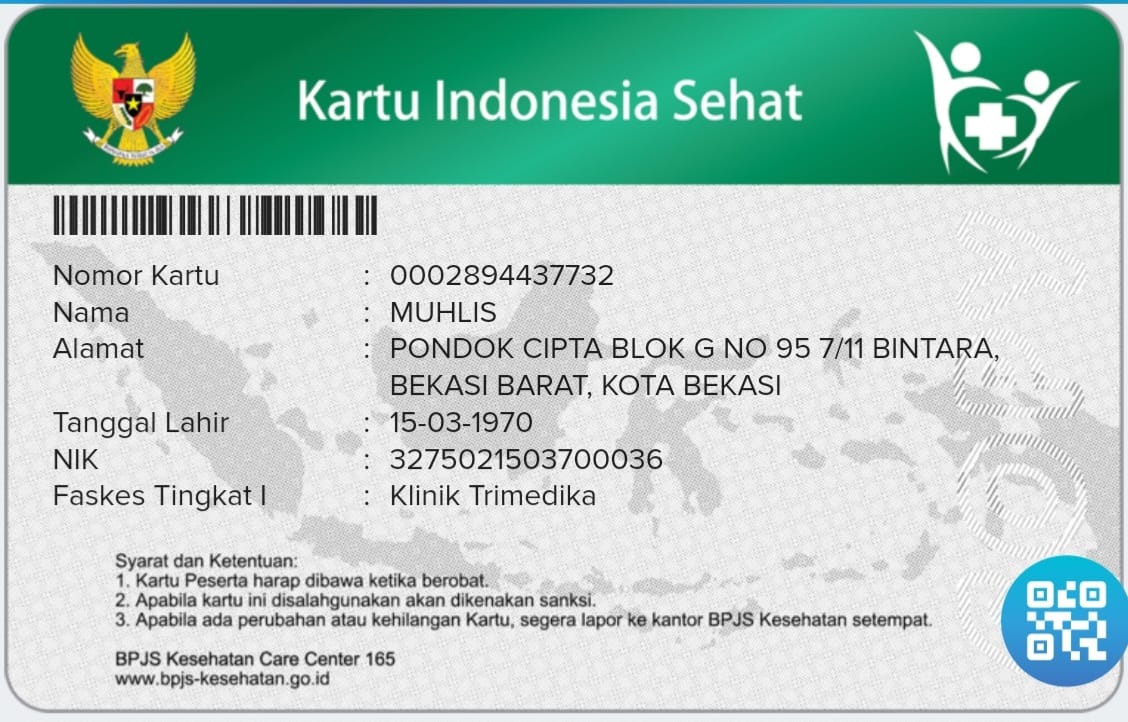 Kartu Indonesia Sehat
Nomor Kartu : 0002894437732
Nama : MUHLIS
Alamat : PONDOK CIPTA BLOK G NO 95 7/11 BINTARA,
BEKASI BARAT, KOTA BEKASI
Tanggal Lahir : 15-03-1970
NIK : 3275021503700036
Faskes Tingkat I : Klinik Trimedika
Syarat dan Ketentuan:
1. Kartu Peserta harap dibawa ketika berobat.
2. Apabila kartu ini disalahgunakan akan dikenakan sanksi.
3. Apabila ada perubahan atau kehilangan Kartu, segera lapor ke kantor BPJS Kesehatan setempat.
BPJS Kesehatan Care Center 165
www.bpjs-kesehatan.go.id